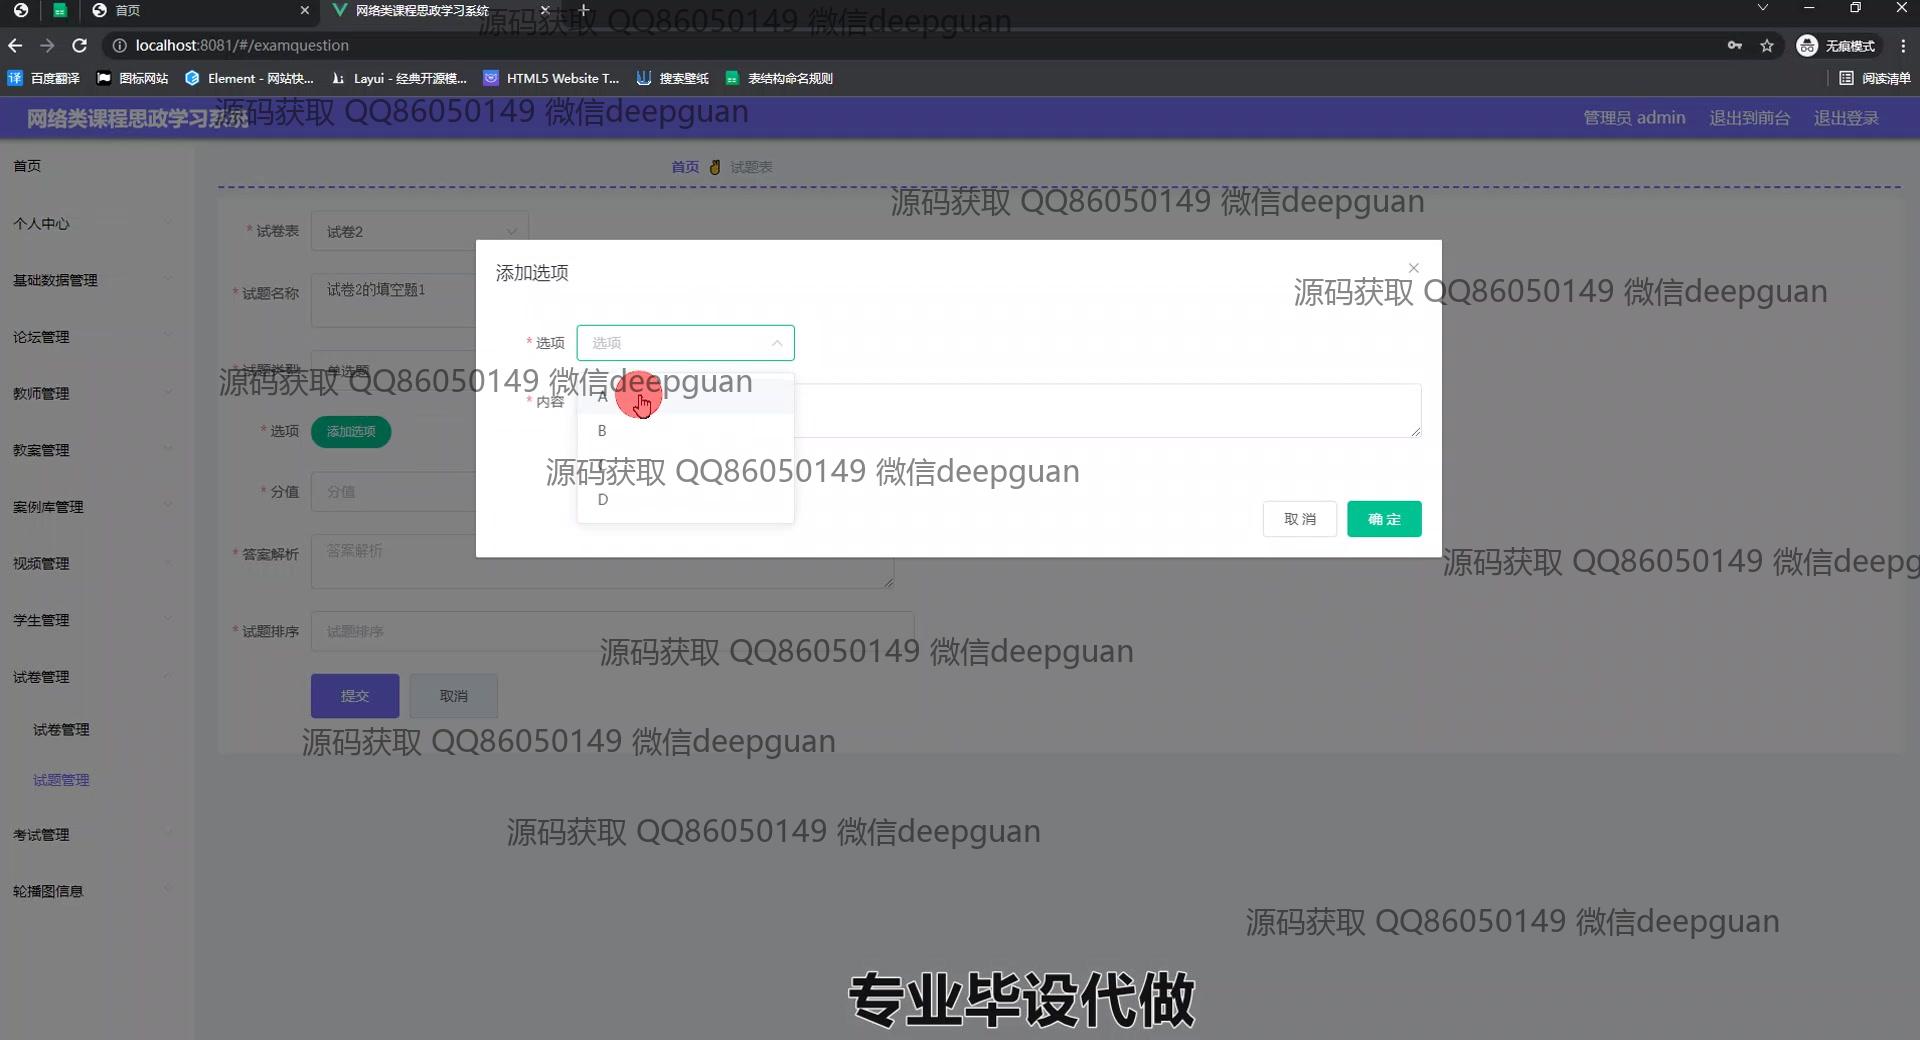 首页
网络类课程思政学习系统
源码获取 QQ86050149 微信deepguan
localhost:8081/#/examquestion
无痕模式
百度翻译
图标网站
Element - 网站快...
Layui - 经典开源模...
HTML5 Website T...
搜索壁纸
表结构命名规则
阅读清单
网络类课程思政学习系统
源码获取 QQ86050149 微信deepguan
管理员 admin
退出到前台
退出登录
首页
首页
试题表
源码获取 QQ86050149 微信deepguan
个人中心
* 试卷表
试卷2
添加选项
基础数据管理
* 试题名称
试卷2的填空题1
源码获取 QQ86050149 微信deepguan
论坛管理
* 选项
选项
* 试题类型
单选题
源码获取 QQ86050149 微信deepguan
教师管理
* 内容
A
* 选项
添加选项
B
教案管理
源码获取 QQ86050149 微信deepguan
* 分值
分值
D
案例库管理
取 消
确 定
* 答案解析
答案解析
视频管理
源码获取 QQ86050149 微信deepg
学生管理
* 试题排序
试题排序
源码获取 QQ86050149 微信deepguan
试卷管理
提交
取消
试卷管理
源码获取 QQ86050149 微信deepguan
试题管理
考试管理
源码获取 QQ86050149 微信deepguan
轮播图信息
源码获取 QQ86050149 微信deepguan
专业毕设代做